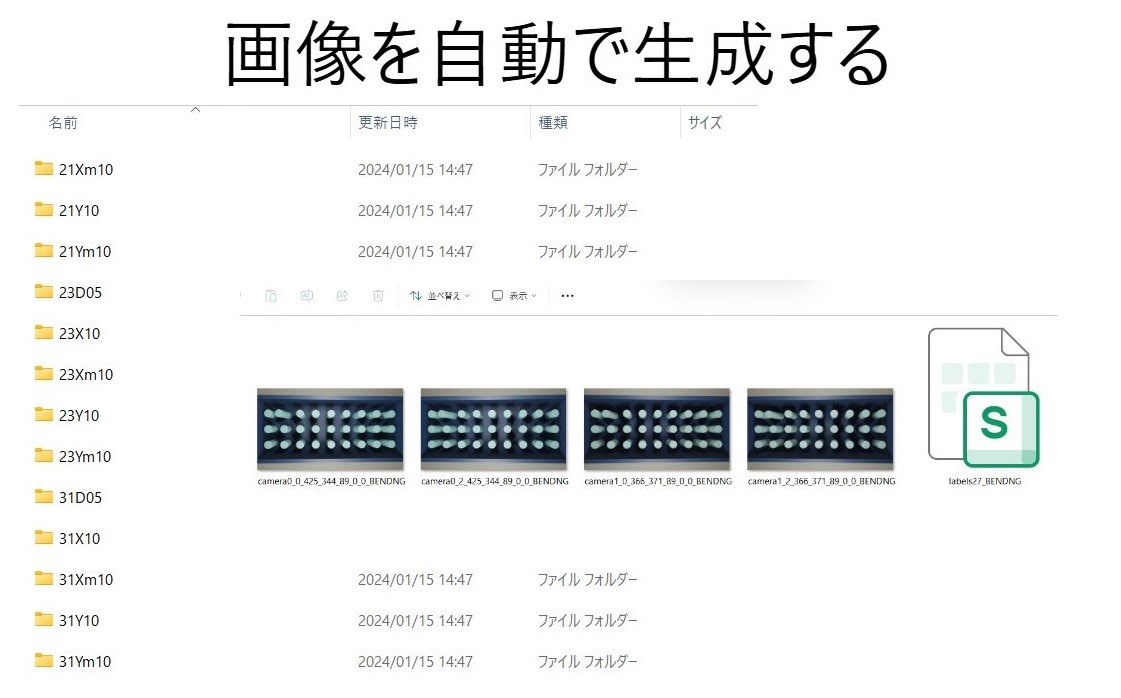 画像を自動で生成する
名前 更新日時 種類 サイズ
21Xm10 2024/01/15 14:47 ファイル フォルダー
21Y10 2024/01/15 14:47 ファイル フォルダー
21Ym10 2024/01/15 14:47 ファイル フォルダー
23D05
並べ替え 表示 ...
23X10
23Xm10
23Y10
S
23Ym10
camera0_0_425_344_89_0_0_BENDNG camera0_2_425_344_89_0_0_BENDNG camera1_0_366_371_89_0_0_BENDNG camera1_2_366_371_89_0_0_BENDNG labels27_BENDNG
31D05
31X10
31Xm10 2024/01/15 14:47 ファイル フォルダー
31Y10 2024/01/15 14:47 ファイル フォルダー
31Ym10 2024/01/15 14:47 ファイル フォルダー